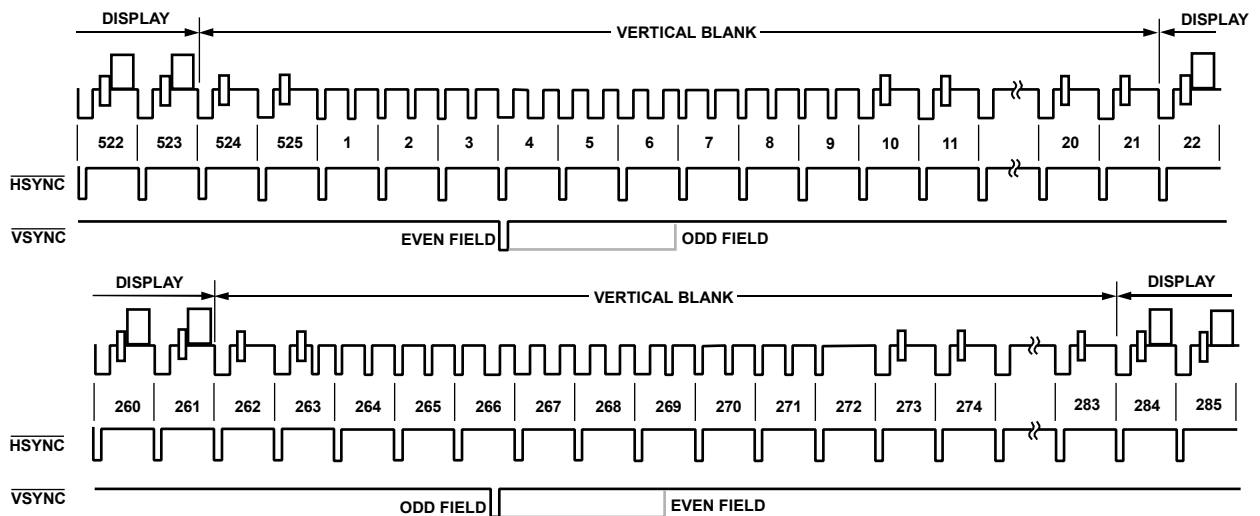 DISPLAY VERTICAL BLANK DISPLAY
522 523 524 525 1 2 3 4 5 6 7 8 9 10 11 20 21 22
HSYNC
VSYNC
EVEN FIELD ODD FIELD
DISPLAY VERTICAL BLANK DISPLAY
260 261 262 263 264 265 266 267 268 269 270 271 272 273 274 283 284 285
HSYNC
VSYNC
ODD FIELD EVEN FIELD